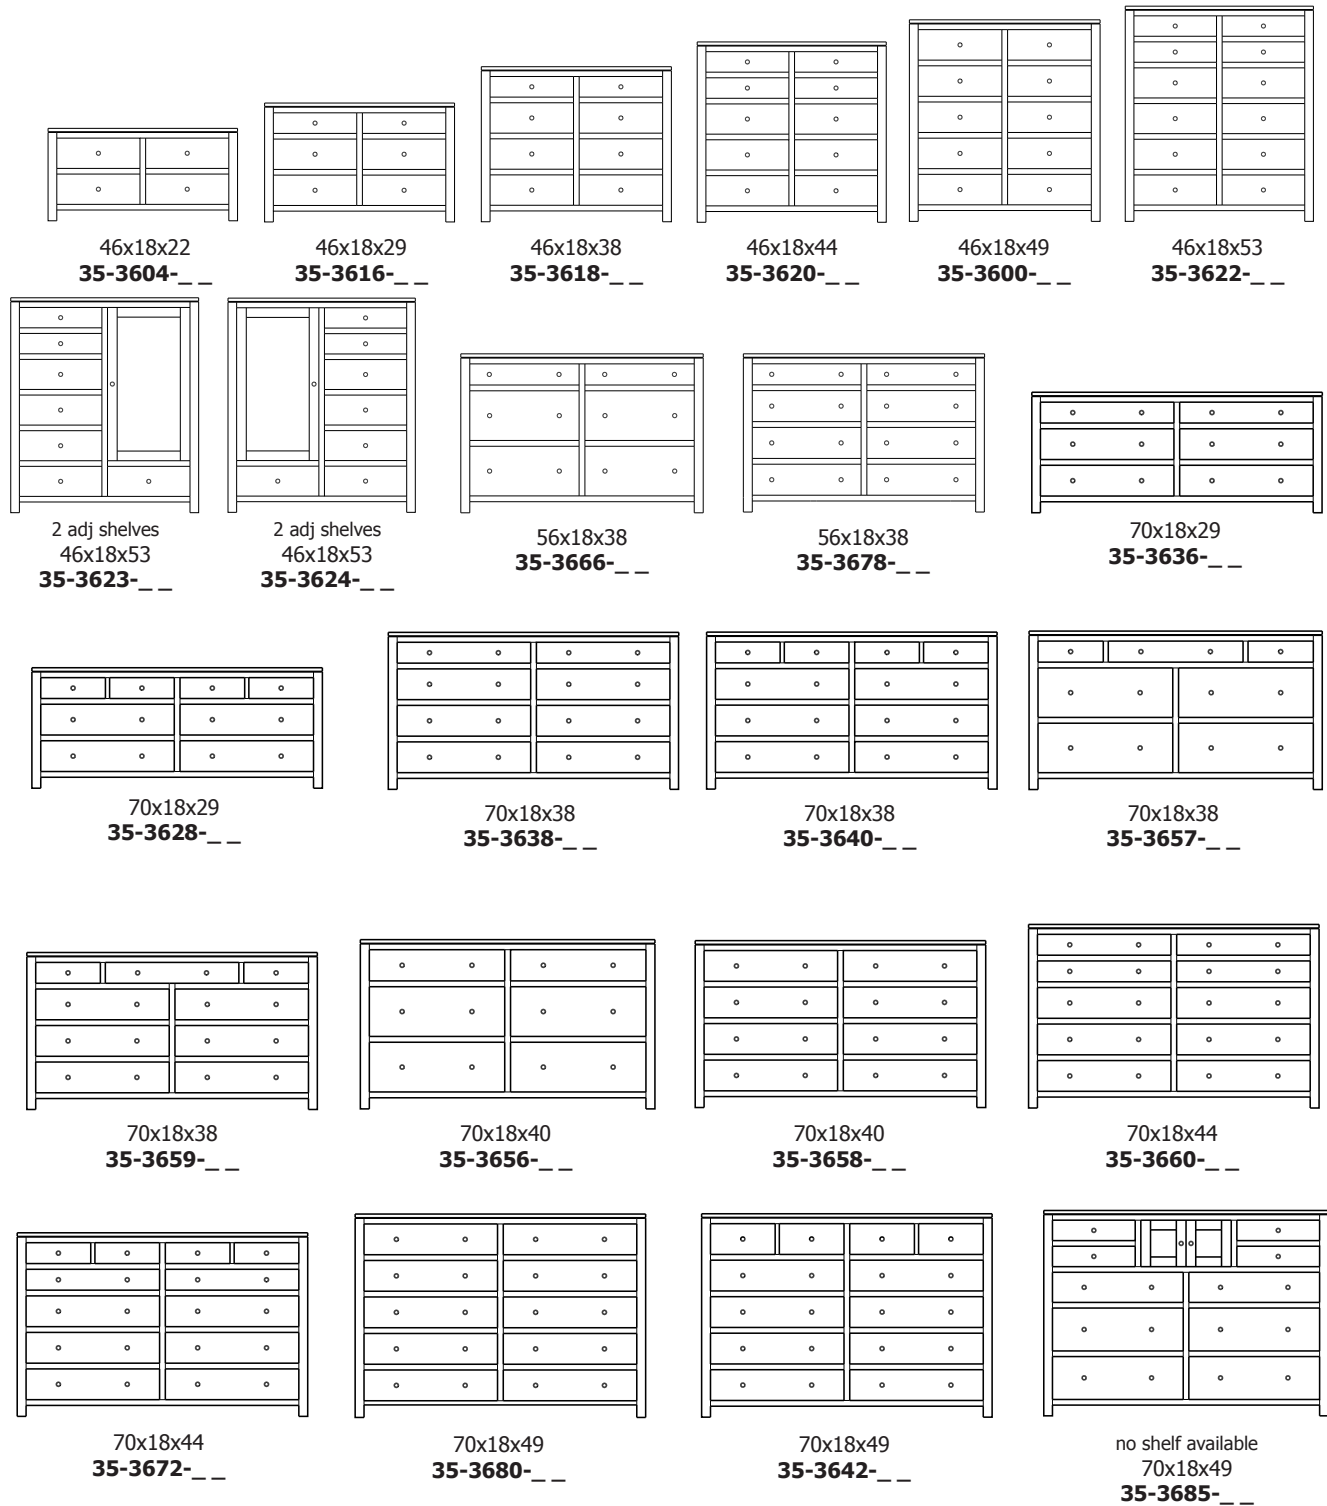 46x18x22
35-3604-_ _
46x18x29
35-3616-_ _
46x18x38
35-3618-_ _
46x18x44
35-3620-_ _
46x18x49
35-3600-_ _
46x18x53
35-3622-_ _
2 adj shelves
46x18x53
35-3623-_ _
2 adj shelves
46x18x53
35-3624-_ _
56x18x38
35-3666-_ _
56x18x38
35-3678-_ _
70x18x29
35-3636-_ _
70x18x29
35-3628-_ _
70x18x38
35-3638-_ _
70x18x38
35-3640-_ _
70x18x38
35-3657-_ _
70x18x38
35-3659-_ _
70x18x40
35-3656-_ _
70x18x40
35-3658-_ _
70x18x44
35-3660-_ _
70x18x44
35-3672-_ _
70x18x49
35-3680-_ _
70x18x49
35-3642-_ _
no shelf available
70x18x49
35-3685-_ _